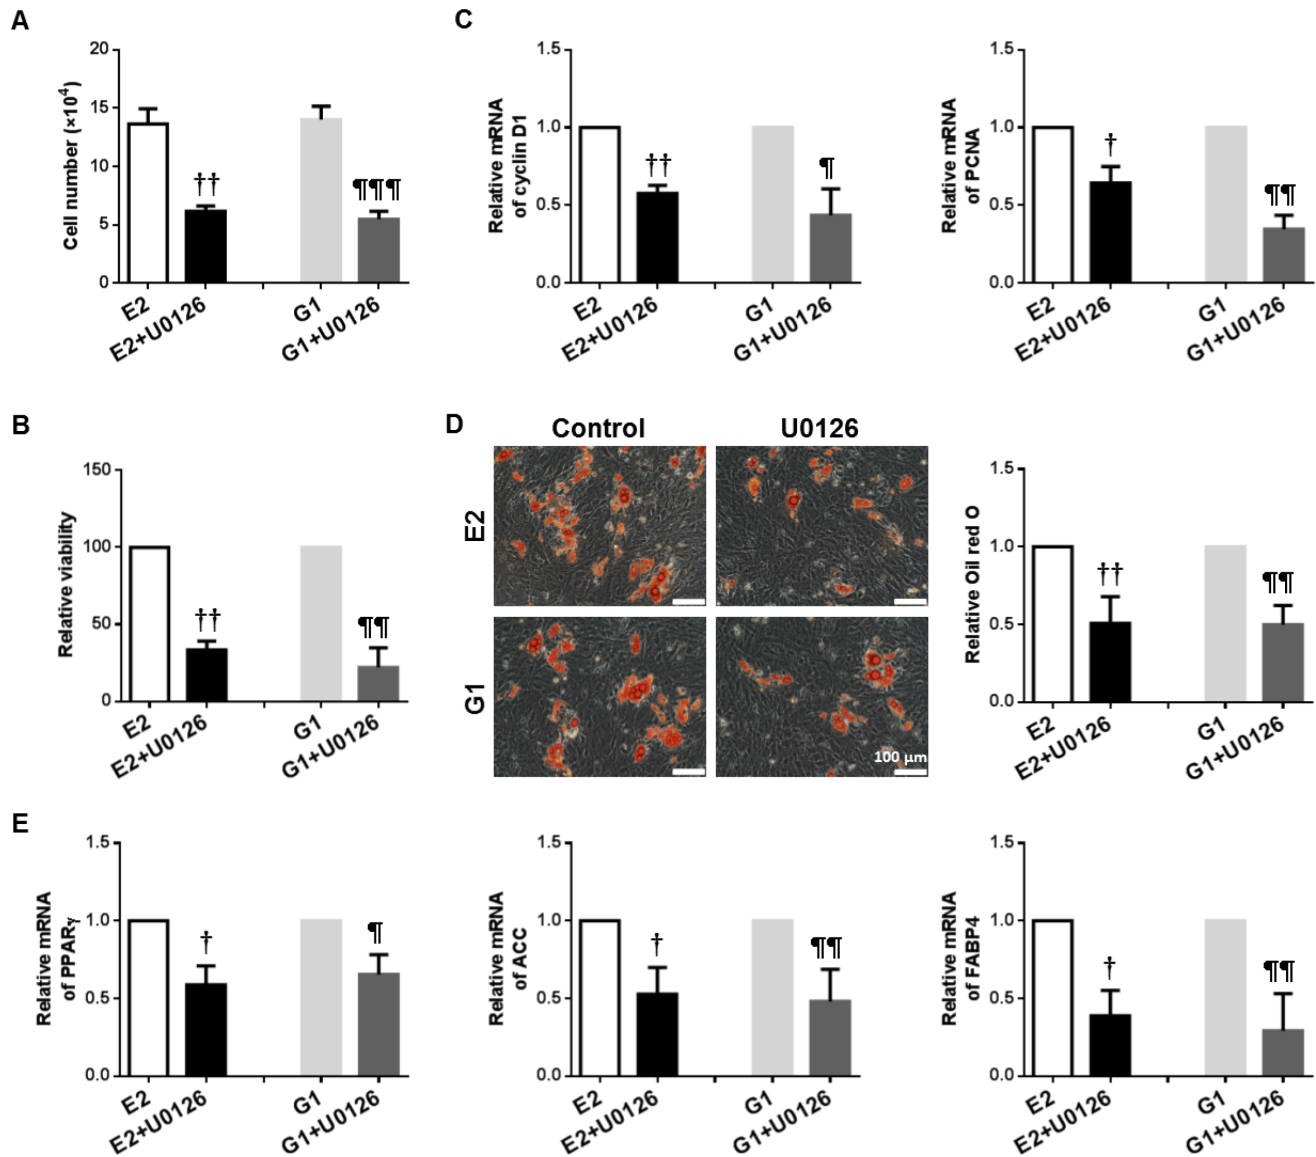 A
20
15
10
5
0
Cell number (×10⁴)
††
¶¶¶
E2
E2+U0126
G1
G1+U0126
C
1.5
1.0
0.5
0.0
Relative mRNA
of cyclin D1
††
¶
E2
E2+U0126
G1
G1+U0126
1.5
1.0
0.5
0.0
Relative mRNA
of PCNA
†
¶¶
E2
E2+U0126
G1
G1+U0126
B
150
100
50
0
Relative viability
††
¶¶
E2
E2+U0126
G1
G1+U0126
D
Control
U0126
E2
G1
100 µm
1.5
1.0
0.5
0.0
Relative Oil red O
††
¶¶
E2
E2+U0126
G1
G1+U0126
E
1.5
1.0
0.5
0.0
Relative mRNA
of PPARγ
†
¶
E2
E2+U0126
G1
G1+U0126
1.5
1.0
0.5
0.0
Relative mRNA
of ACC
†
¶¶
E2
E2+U0126
G1
G1+U0126
1.5
1.0
0.5
0.0
Relative mRNA
of FABP4
†
¶¶
E2
E2+U0126
G1
G1+U0126